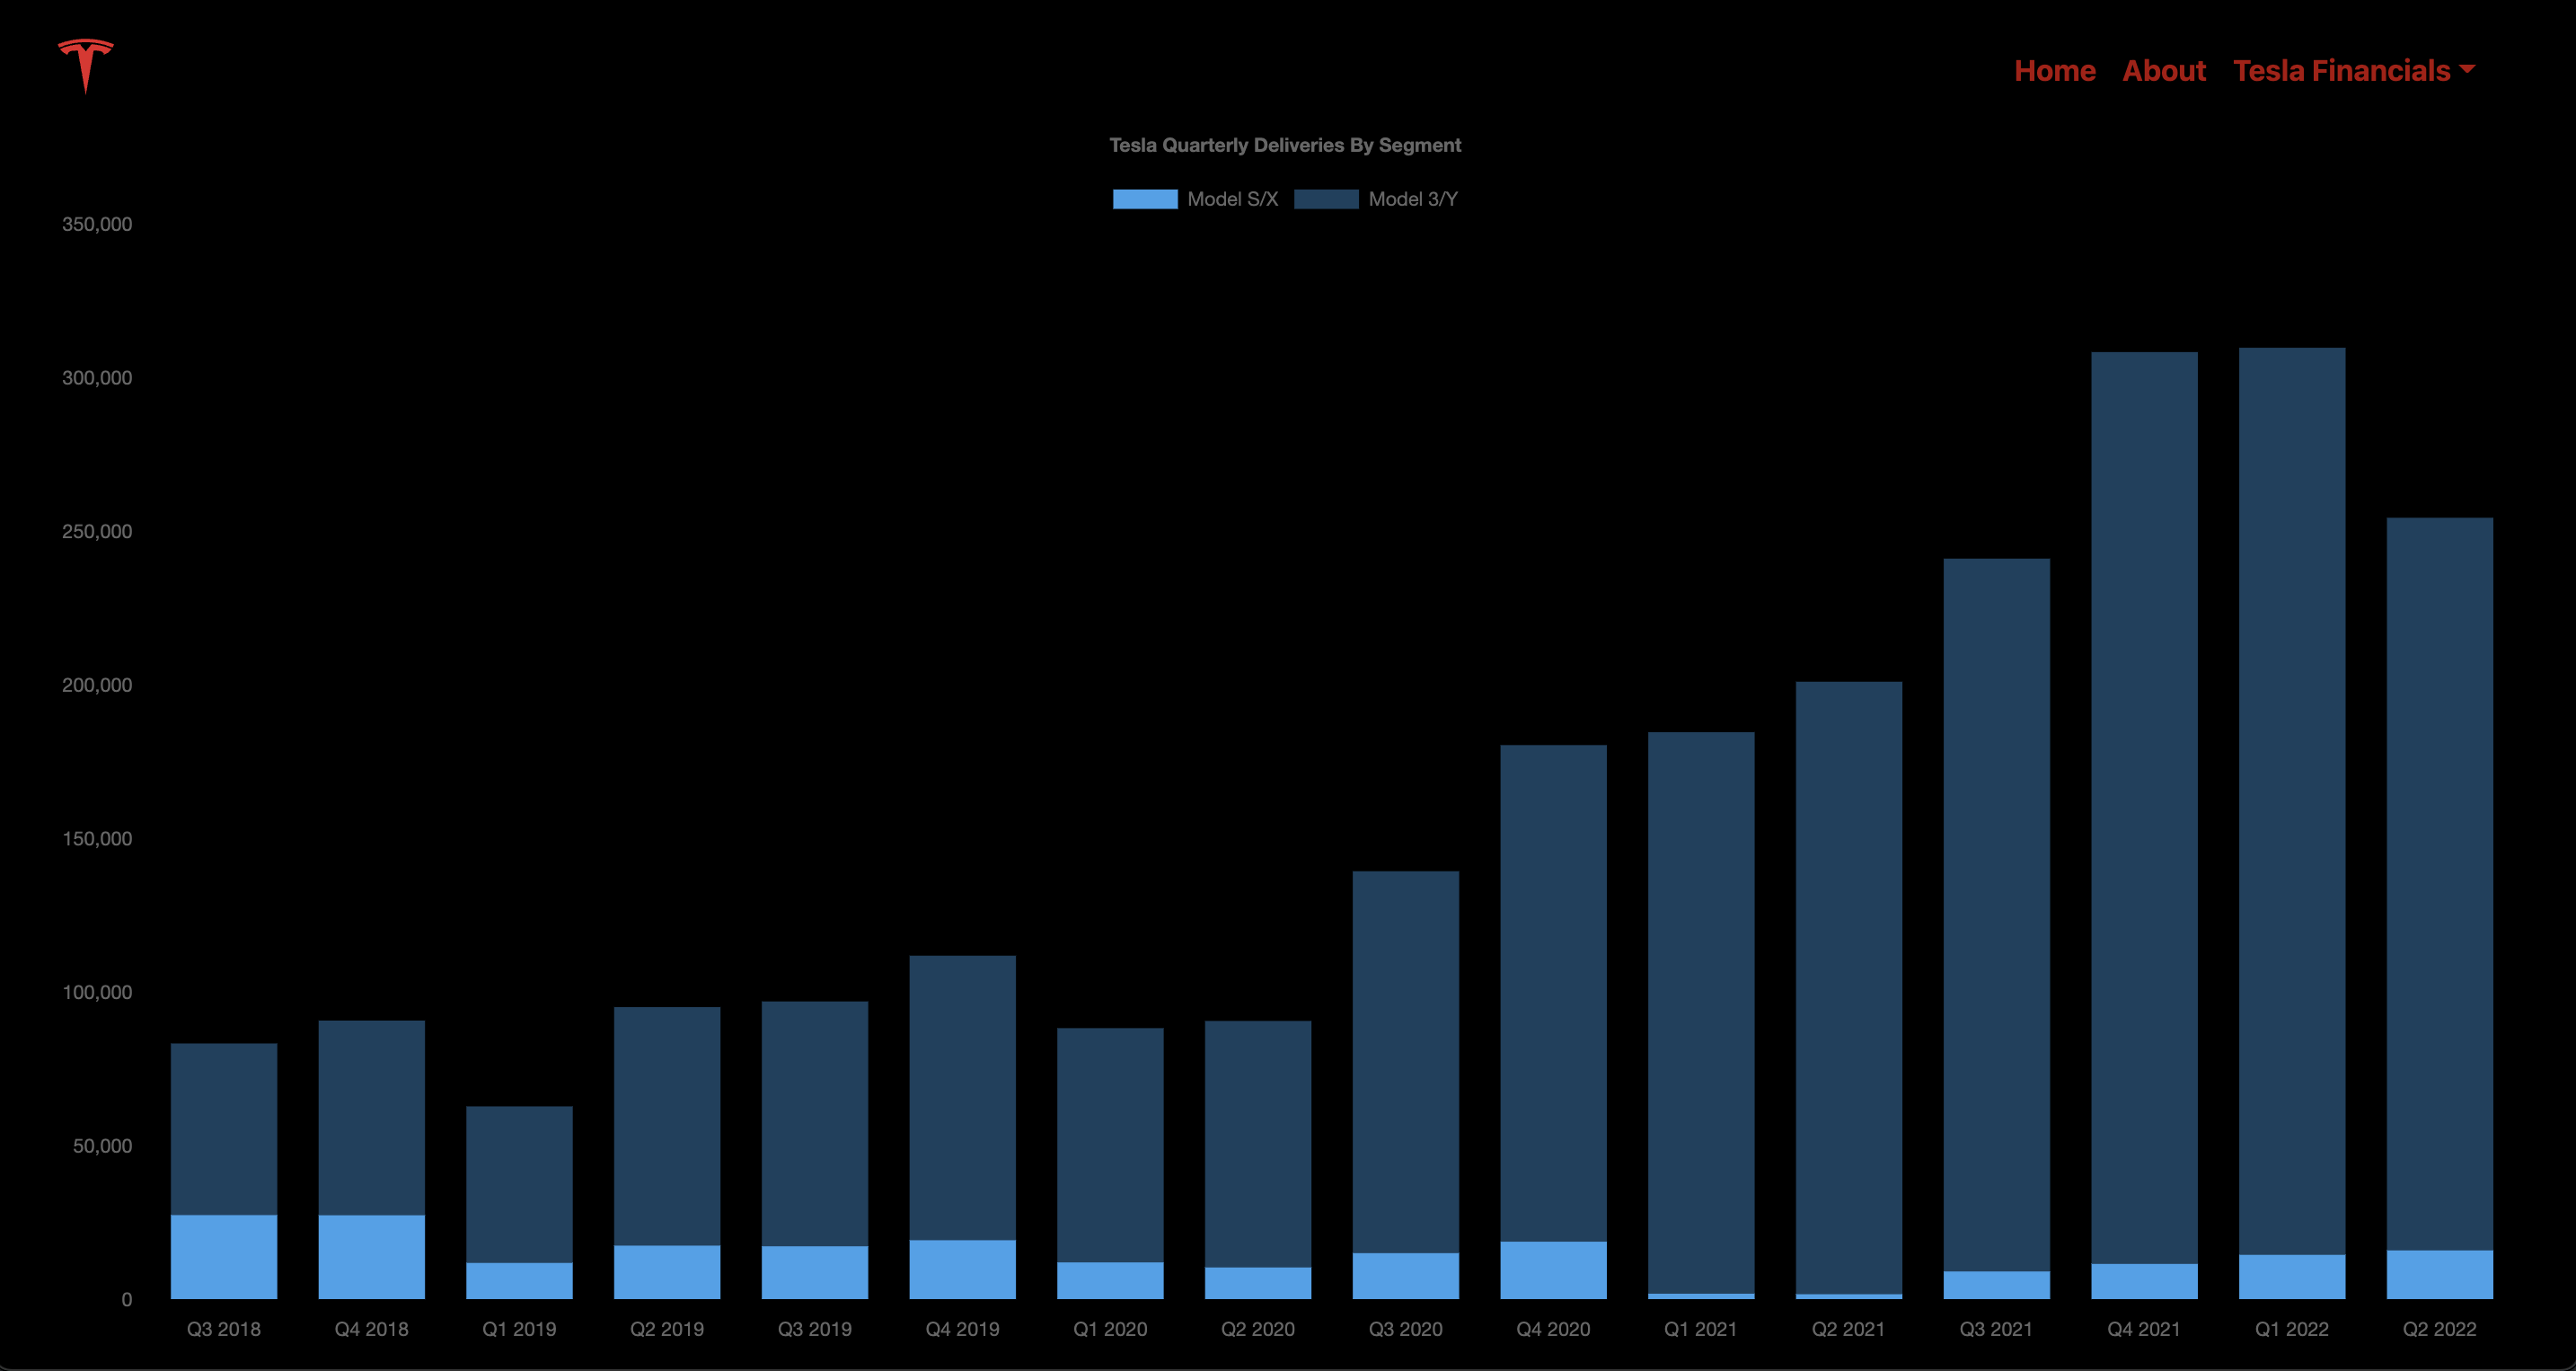 Home About Tesla Financials
Tesla Quarterly Deliveries By Segment
Model S/X Model 3/Y
350,000
300,000
250,000
200,000
150,000
100,000
50,000
0
Q3 2018 Q4 2018 Q1 2019 Q2 2019 Q3 2019 Q4 2019 Q1 2020 Q2 2020 Q3 2020 Q4 2020 Q1 2021 Q2 2021 Q3 2021 Q4 2021 Q1 2022 Q2 2022